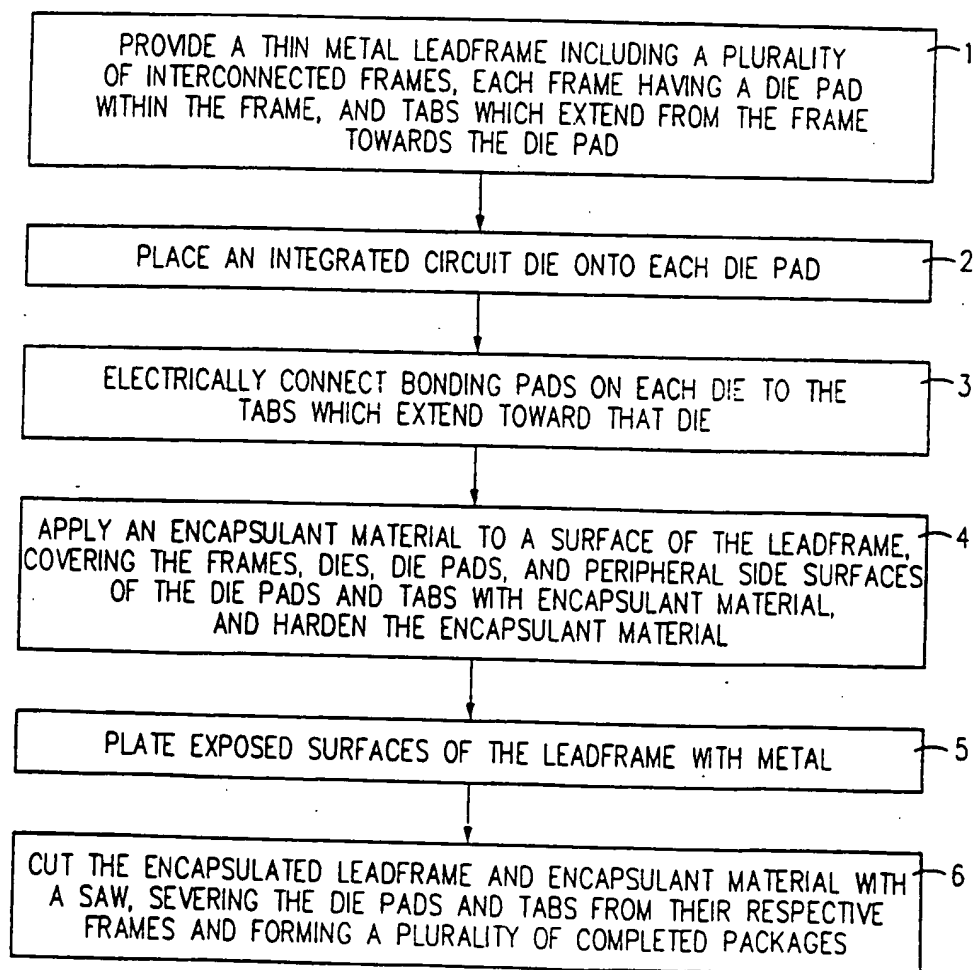 PROVIDE A THIN METAL LEADFRAME INCLUDING A PLURALITY
OF INTERCONNECTED FRAMES, EACH FRAME HAVING A DIE PAD
WITHIN THE FRAME, AND TABS WHICH EXTEND FROM THE FRAME
TOWARDS THE DIE PAD
1
PLACE AN INTEGRATED CIRCUIT DIE ONTO EACH DIE PAD
2
ELECTRICALLY CONNECT BONDING PADS ON EACH DIE TO THE
TABS WHICH EXTEND TOWARD THAT DIE
3
APPLY AN ENCAPSULANT MATERIAL TO A SURFACE OF THE LEADFRAME,
COVERING THE FRAMES, DIES, DIE PADS, AND PERIPHERAL SIDE SURFACES
OF THE DIE PADS AND TABS WITH ENCAPSULANT MATERIAL,
AND HARDEN THE ENCAPSULANT MATERIAL
4
PLATE EXPOSED SURFACES OF THE LEADFRAME WITH METAL
5
CUT THE ENCAPSULATED LEADFRAME AND ENCAPSULANT MATERIAL WITH
A SAW, SEVERING THE DIE PADS AND TABS FROM THEIR RESPECTIVE
FRAMES AND FORMING A PLURALITY OF COMPLETED PACKAGES
6